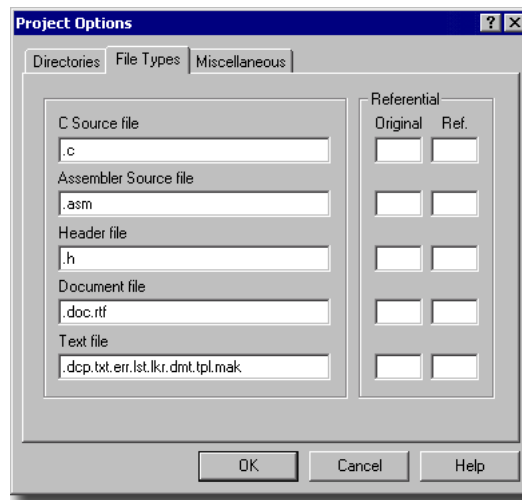 Project Options
Directories File Types Miscellaneous
Referential
C Source file Original Ref.
.c
Assembler Source file
.asm
Header file
.h
Document file
.doc.rtf
Text file
.dcp.txt.err.lst.lkr.dmt.tpl.mak
OK Cancel Help